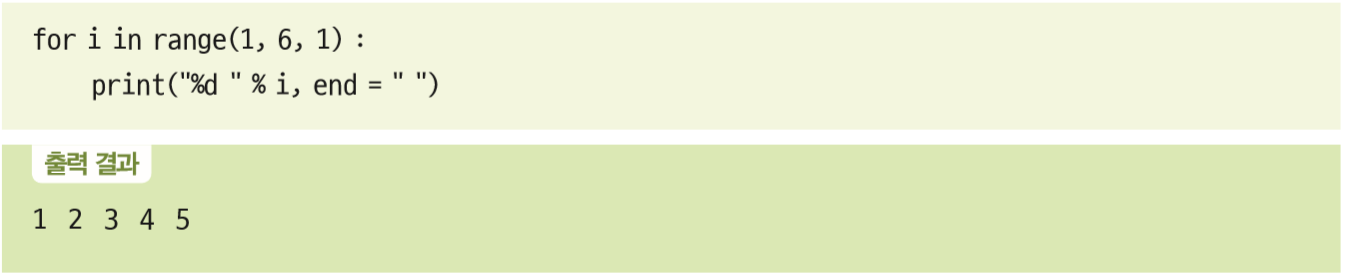 for i in range(1, 6, 1) :
    print("%d " % i, end = " ")
출력 결과
1  2  3  4  5